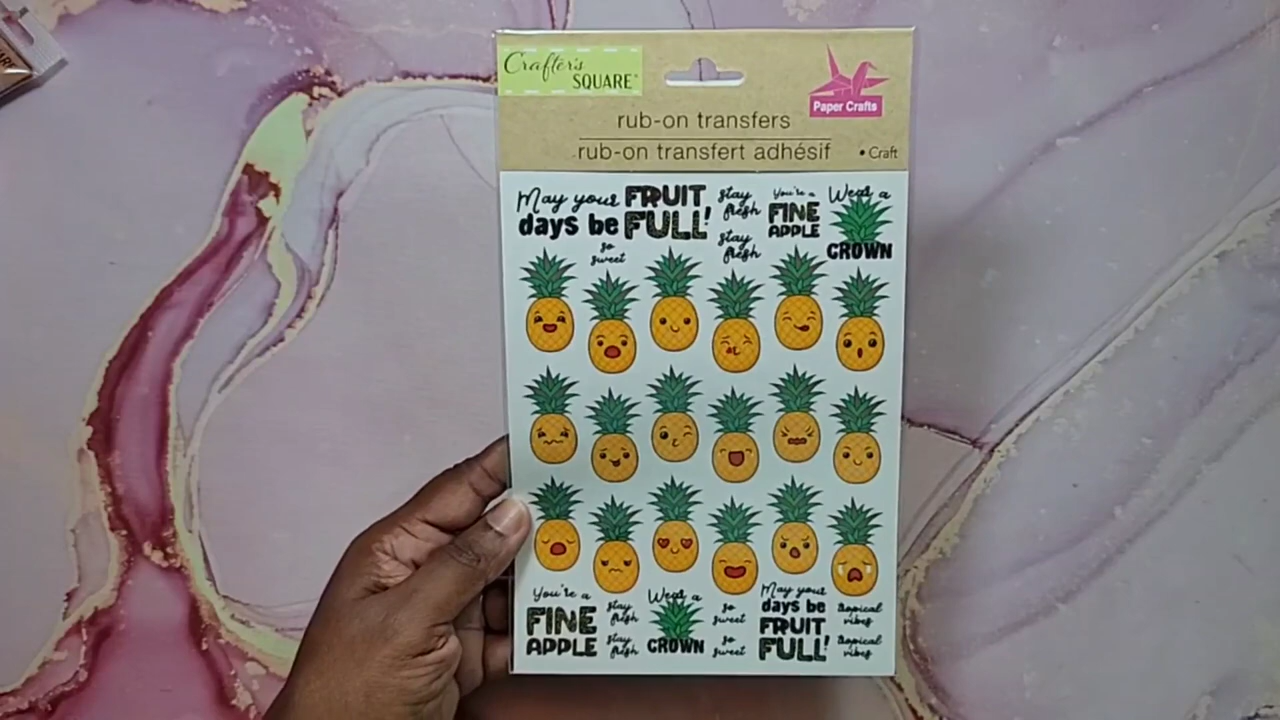 Crafter's
SQUARE
Paper Crafts
rub-on transfers
rub-on transfert adhésif
• Craft
May your FRUIT
days be FULL!
so
sweet
stay
fresh
stay
fresh
You're a
FINE
APPLE
Wear a
CROWN
You're a
FINE
APPLE
stay
fresh
stay
fresh
Wear a
CROWN
so
sweet
so
sweet
May your
days be
FRUIT
FULL!
tropical
vibes
tropical
vibes